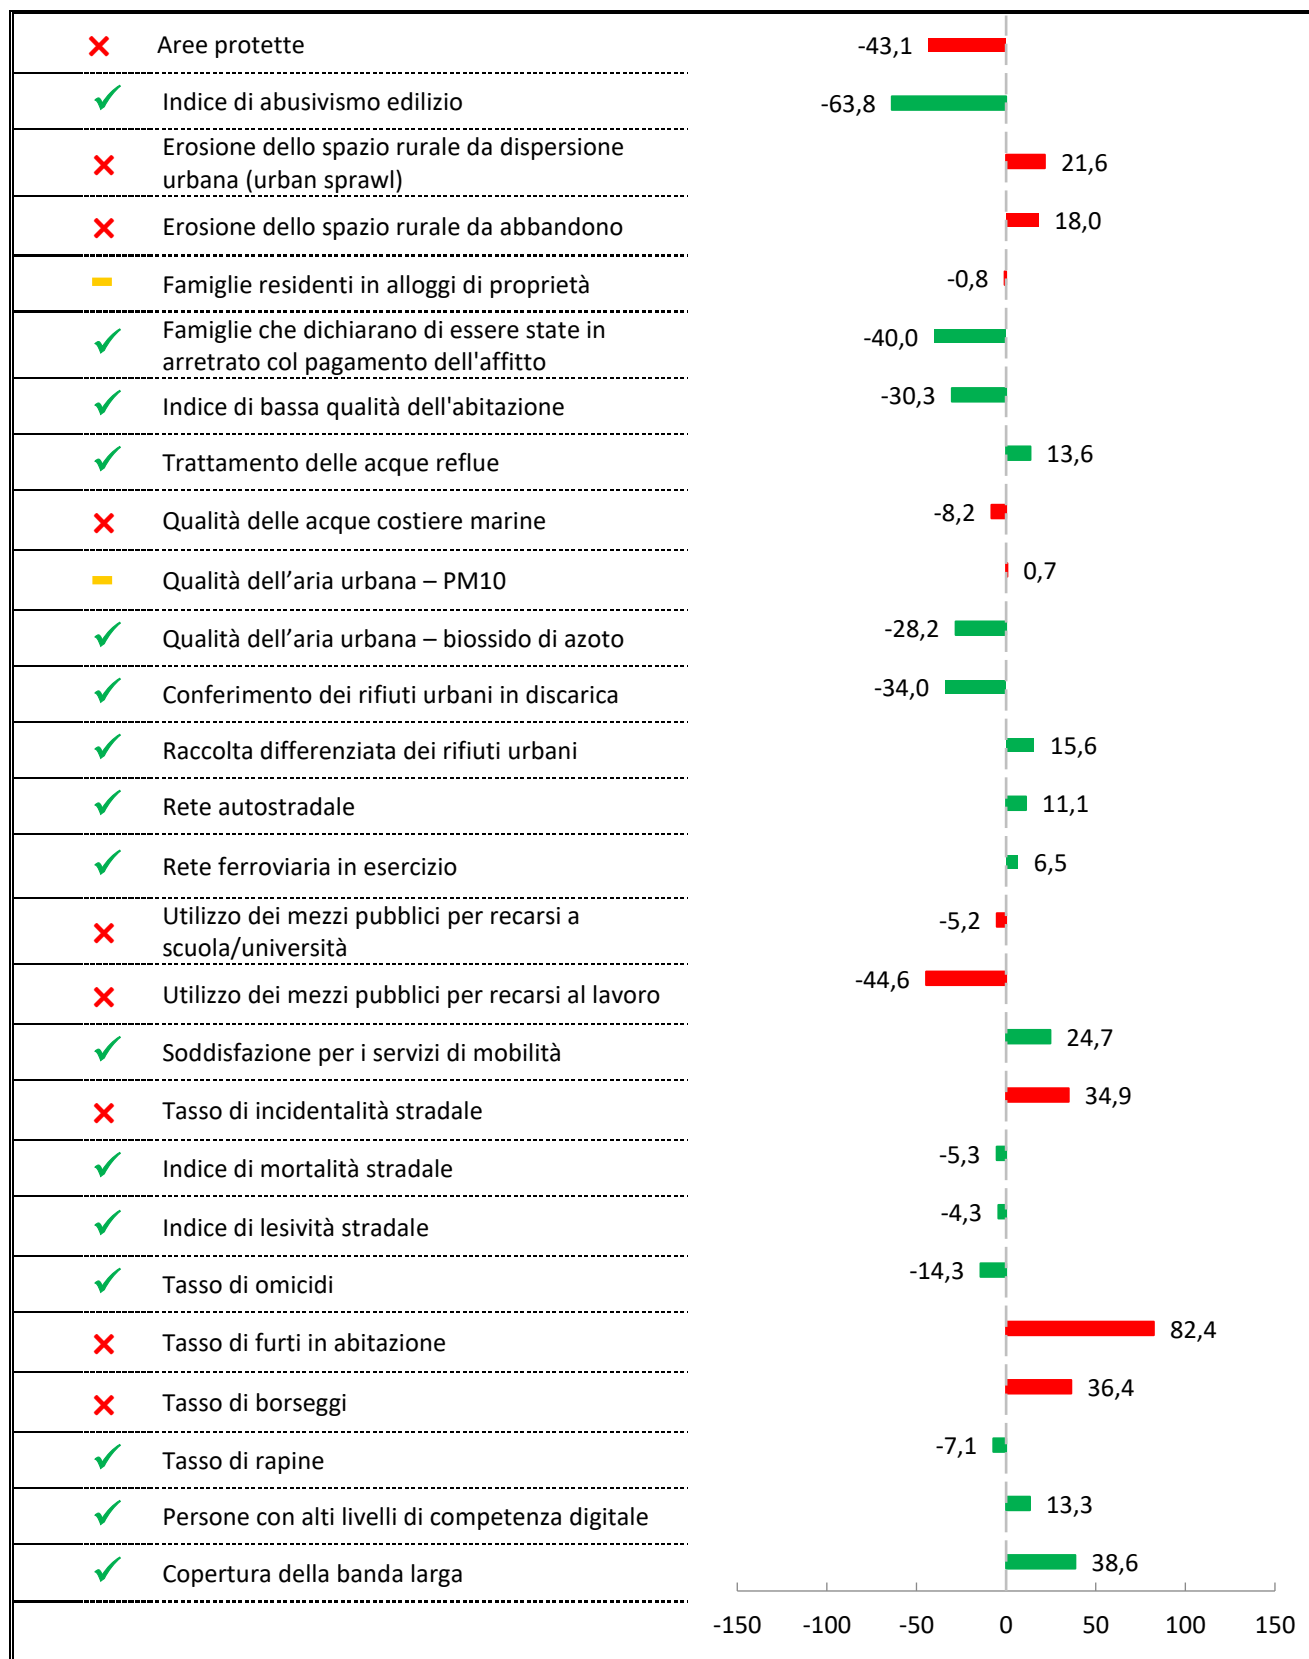 Aree protette
-43,1
Indice di abusivismo edilizio
-63,8
Erosione dello spazio rurale da dispersione
urbana (urban sprawl)
21,6
Erosione dello spazio rurale da abbandono
18,0
Famiglie residenti in alloggi di proprietà
-0,8
Famiglie che dichiarano di essere state in
arretrato col pagamento dell'affitto
-40,0
Indice di bassa qualità dell'abitazione
-30,3
Trattamento delle acque reflue
13,6
Qualità delle acque costiere marine
-8,2
Qualità dell’aria urbana – PM10
0,7
Qualità dell’aria urbana – biossido di azoto
-28,2
Conferimento dei rifiuti urbani in discarica
-34,0
Raccolta differenziata dei rifiuti urbani
15,6
Rete autostradale
11,1
Rete ferroviaria in esercizio
6,5
Utilizzo dei mezzi pubblici per recarsi a
scuola/università
-5,2
Utilizzo dei mezzi pubblici per recarsi al lavoro
-44,6
Soddisfazione per i servizi di mobilità
24,7
Tasso di incidentalità stradale
34,9
Indice di mortalità stradale
-5,3
Indice di lesività stradale
-4,3
Tasso di omicidi
-14,3
Tasso di furti in abitazione
82,4
Tasso di borseggi
36,4
Tasso di rapine
-7,1
Persone con alti livelli di competenza digitale
13,3
Copertura della banda larga
38,6
-150 -100 -50 0 50 100 150